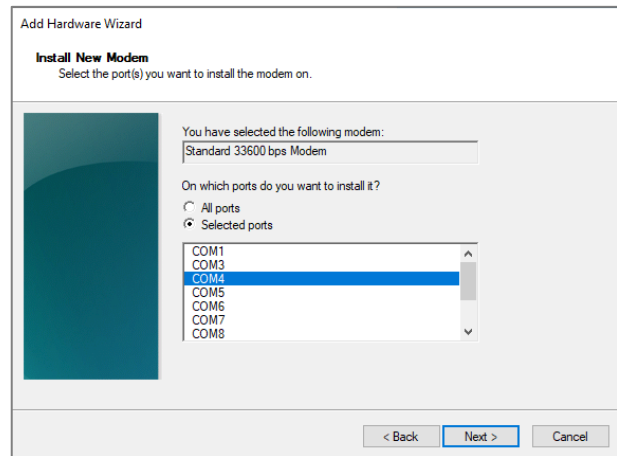 Add Hardware Wizard
Install New Modem
Select the port(s) you want to install the modem on.
You have selected the following modem:
Standard 33600 bps Modem
On which ports do you want to install it?
All ports
Selected ports
COM1
COM3
COM4
COM5
COM6
COM7
COM8
< Back
Next >
Cancel